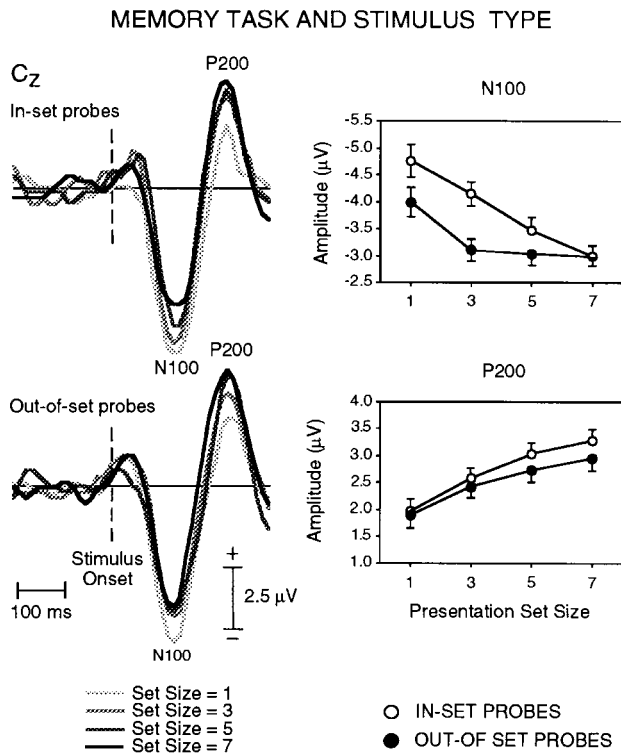 MEMORY TASK AND STIMULUS TYPE
Cz
P200
In-set probes
N100
P200
Out-of-set probes
Stimulus
Onset
+
2.5 μV
–
100 ms
N100
Set Size = 1
Set Size = 3
Set Size = 5
Set Size = 7
N100
Amplitude (μV)
-5.5
-5.0
-4.5
-4.0
-3.5
-3.0
-2.5
1 3 5 7
P200
Amplitude (μV)
4.0
3.5
3.0
2.5
2.0
1.5
1.0
1 3 5 7
Presentation Set Size
IN-SET PROBES
OUT-OF SET PROBES